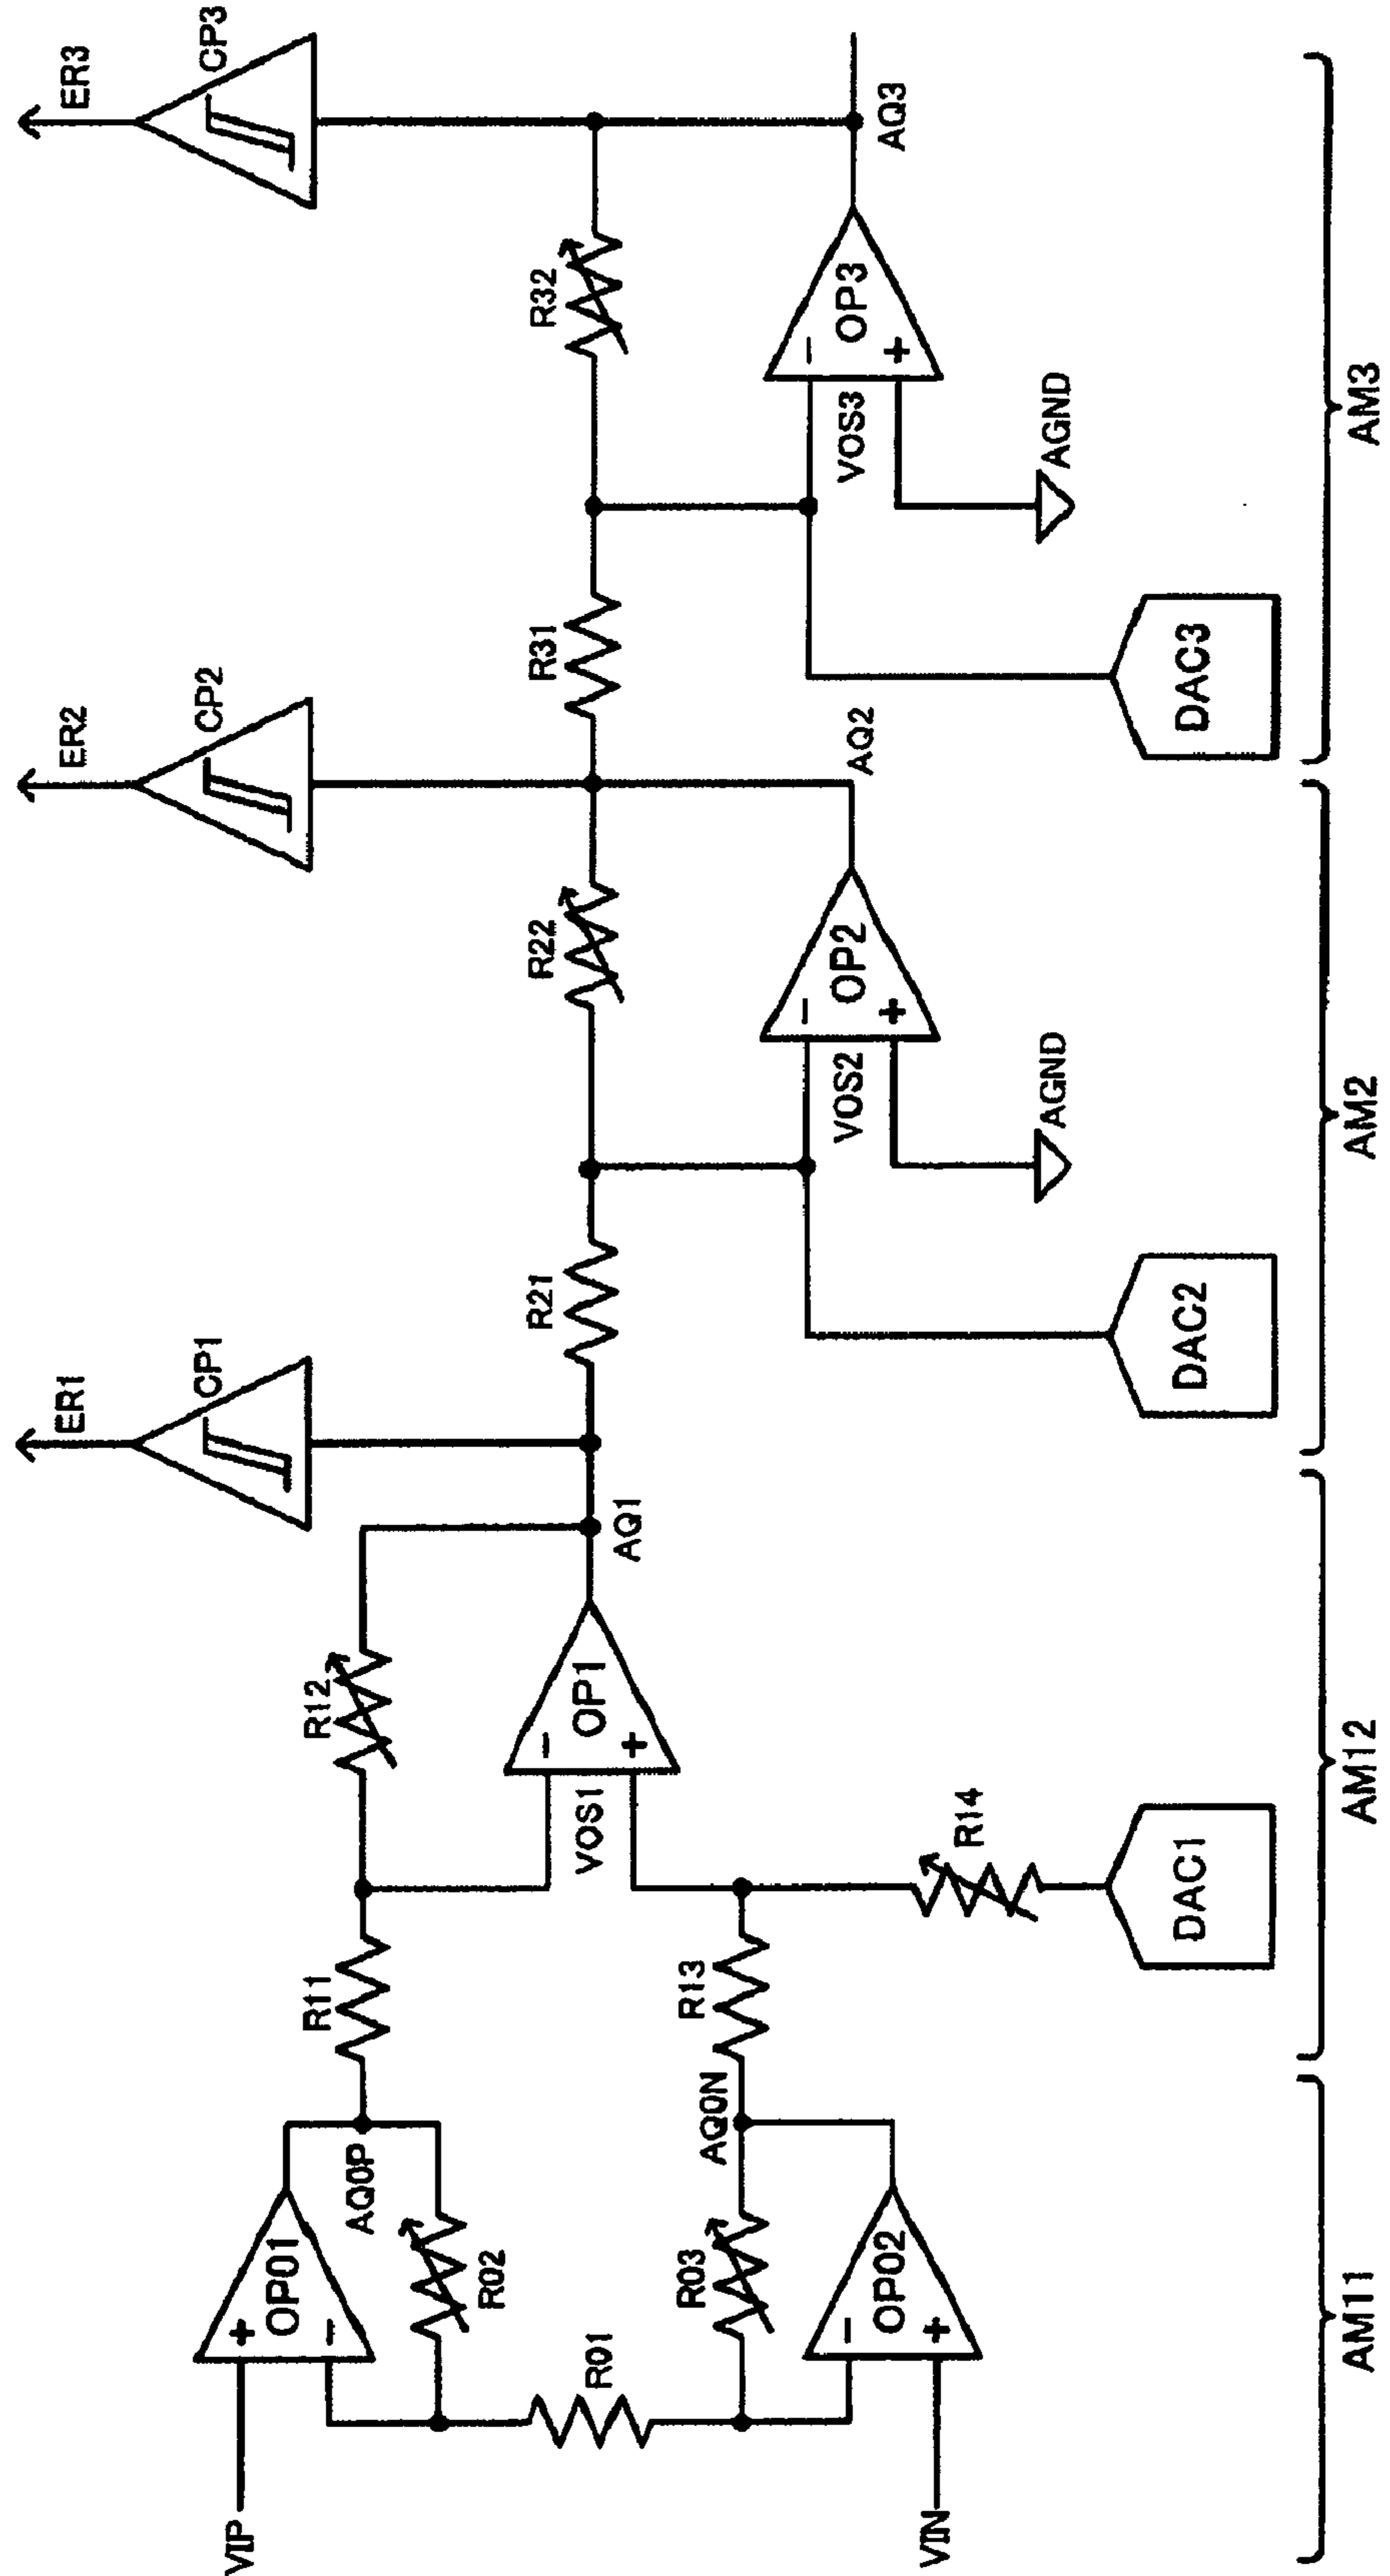 ER1
ER2
ER3
CP1
CP2
CP3
VIP
+
OP01
−
AQ0P
R02
R01
R03
AQ0N
−
OP02
+
VIN
R11
R12
−
OP1
+
VOS1
AQ1
R13
R14
DAC1
R21
R22
−
OP2
+
VOS2
AQ2
AGND
DAC2
R31
R32
−
OP3
+
VOS3
AQ3
AGND
DAC3
AM11
AM12
AM2
AM3